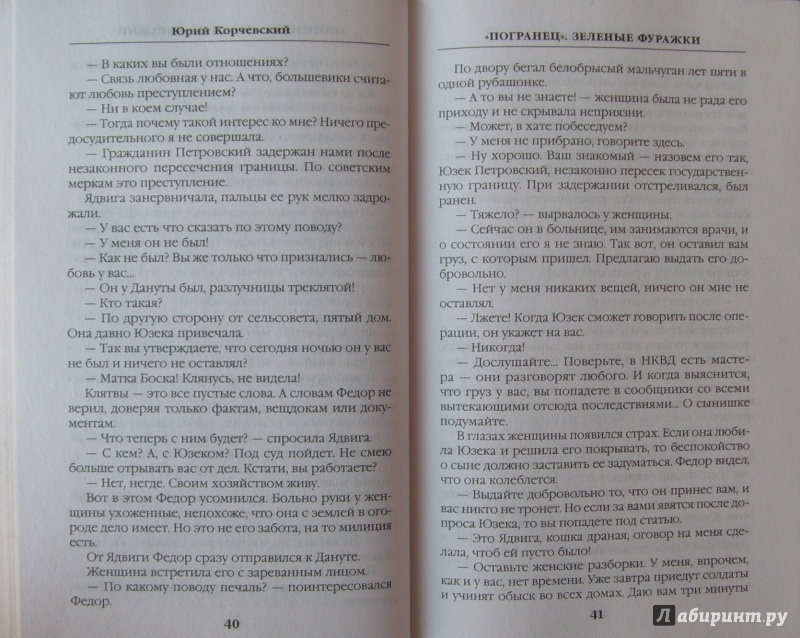 Юрий Корчевский
— В каких вы были отношениях?
— Связь любовная у нас. А что, большевики счита-
ют любовь преступлением?
— Ни в коем случае!
— Тогда почему такой интерес ко мне? Ничего пре-
досудительного я не совершала.
— Гражданин Петровский задержан нами после
незаконного пересечения границы. По советским
меркам это преступление.
Ядвига занервничала, пальцы ее рук мелко задро-
жали.
— У вас есть что сказать по этому поводу?
— У меня он не был!
— Как не был? Вы же только что признались — лю-
бовь у вас...
— Он у Дануты был, разлучницы треклятой!
— Кто такая?
— По другую сторону от сельсовета, пятый дом.
Она давно Юзека привечала.
— Так вы утверждаете, что сегодня ночью он у вас
не был и ничего не оставлял?
— Матка Боска! Клянусь, не видела!
Клятвы — это все пустые слова. А словам Федор не
верил, доверяя только фактам, вещдокам или доку-
ментам.
— Что теперь с ним будет? — спросила Ядвига.
— С кем? А, с Юзеком? Под суд пойдет. Не смею
больше отрывать вас от дел. Кстати, вы работаете?
— Нет, негде. Своим хозяйством живу.
Вот в этом Федор усомнился. Больно руки у жен-
щины ухоженные, непохоже, что она с землей в ого-
роде дело имеет. Но это не его забота, на то милиция
есть.
От Ядвиги Федор сразу отправился к Дануте.
Женщина встретила его с зареванным лицом.
— По какому поводу печаль? — поинтересовался
Федор.
40
«ПОГРАНЕЦ». ЗЕЛЕНЫЕ ФУРАЖКИ
По двору бегал белобрысый мальчуган лет пяти в
одной рубашонке.
— А то вы не знаете! — женщина была не рада его
приходу и не скрывала неприязни.
— Может, в хате побеседуем?
— У меня не прибрано, говорите здесь.
— Ну хорошо. Ваш знакомый — назовем его так,
Юзек Петровский, незаконно пересек государствен-
ную границу. При задержании отстреливался, был
ранен.
— Тяжело? — вырвалось у женщины.
— Сейчас он в больнице, им занимаются врачи, и
о состоянии его я не знаю. Так вот, он оставил вам
груз, с которым пришел. Предлагаю выдать его до-
бровольно.
— Нет у меня никаких вещей, ничего он мне не
оставлял.
— Лжете! Когда Юзек сможет говорить после опе-
рации, он укажет на вас.
— Никогда!
— Дослушайте... Поверьте, в НКВД есть масте-
ра — они разговорят любого. И когда выяснится,
что груз у вас, вы попадете в сообщники со всеми
вытекающими отсюда последствиями... О сынишке
подумайте.
В глазах женщины появился страх. Если она люби-
ла Юзека и решила его покрывать, то беспокойство
о сыне должно заставить ее задуматься. Федор видел,
что она колеблется.
— Выдайте добровольно то, что он принес вам, и
вас никто не тронет. Но если за вами явятся после до-
проса Юзека, то вы попадете под статью.
— Это Ядвига, кошка драная, оговор на меня сде-
лала, чтоб ей пусто было!
— Оставьте женские разборки. У меня, впрочем,
как и у вас, нет времени. Уже завтра приедут солдаты
и учинят обыск во всех домах. Даю вам три минуты
41
Лабиринт.ру